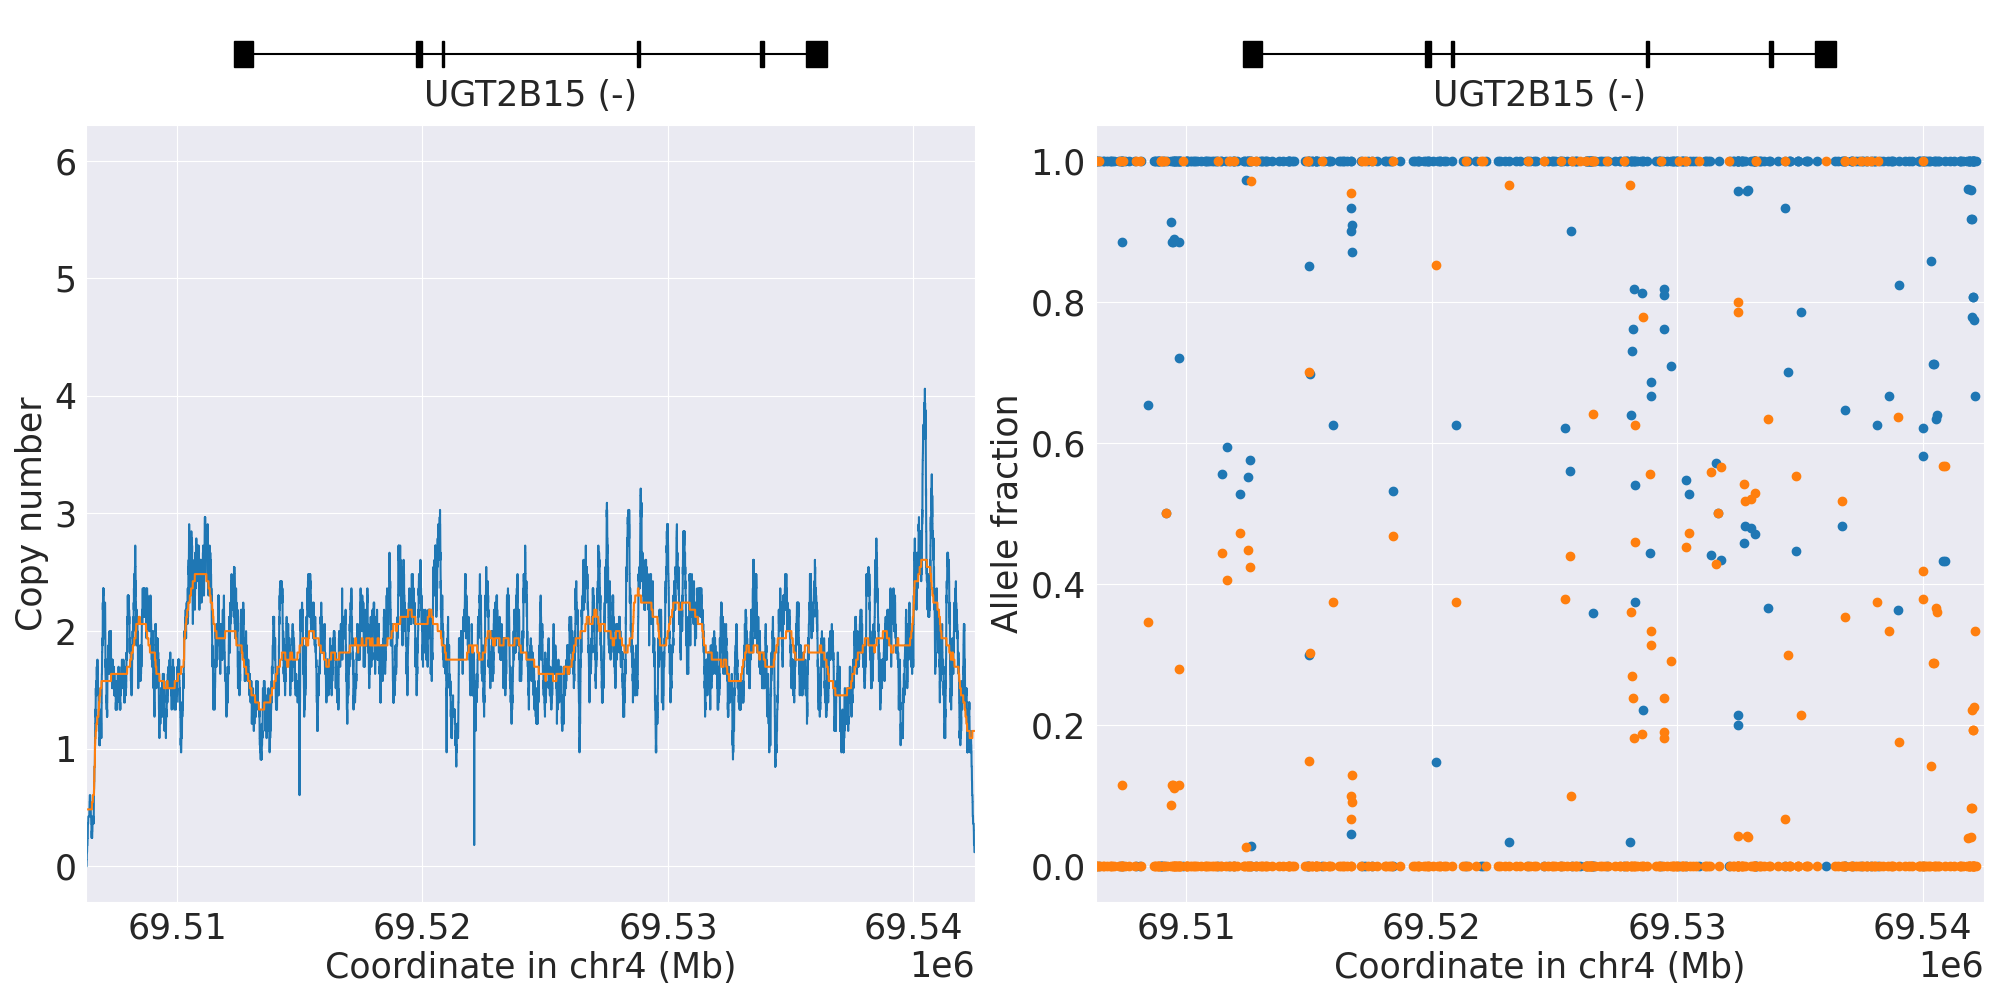 UGT2B15 (-)
6
5
4
3
2
1
0
Copy number
69.51
69.52
69.53
69.54
Coordinate in chr4 (Mb)
1e6
UGT2B15 (-)
1.0
0.8
0.6
0.4
0.2
0.0
Allele fraction
69.51
69.52
69.53
69.54
Coordinate in chr4 (Mb)
1e6